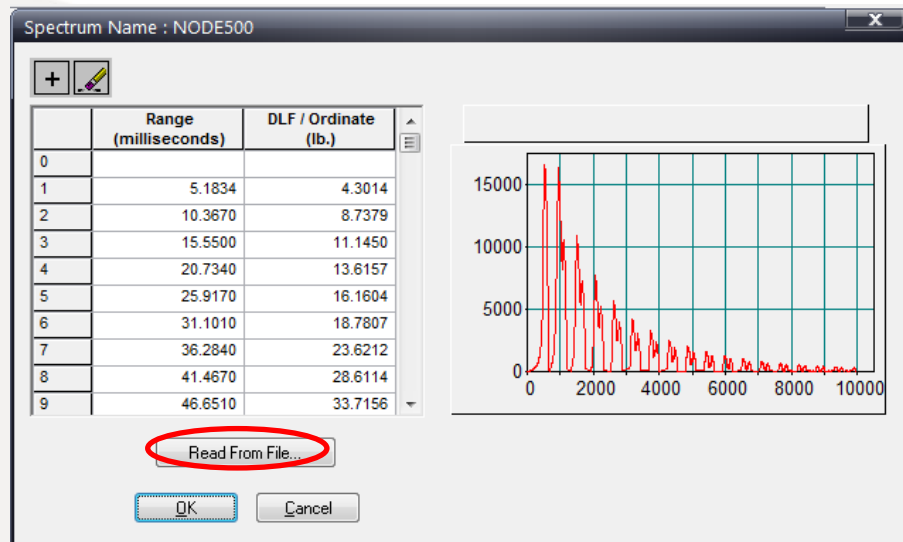 Spectrum Name : NODE500
X
+
Range (milliseconds) DLF / Ordinate (lb.)
0
1 5.1834 4.3014
2 10.3670 8.7379
3 15.5500 11.1450
4 20.7340 13.6157
5 25.9170 16.1604
6 31.1010 18.7807
7 36.2840 23.6212
8 41.4670 28.6114
9 46.6510 33.7156
Read From File...
OK Cancel
15000
10000
5000
0
0 2000 4000 6000 8000 10000